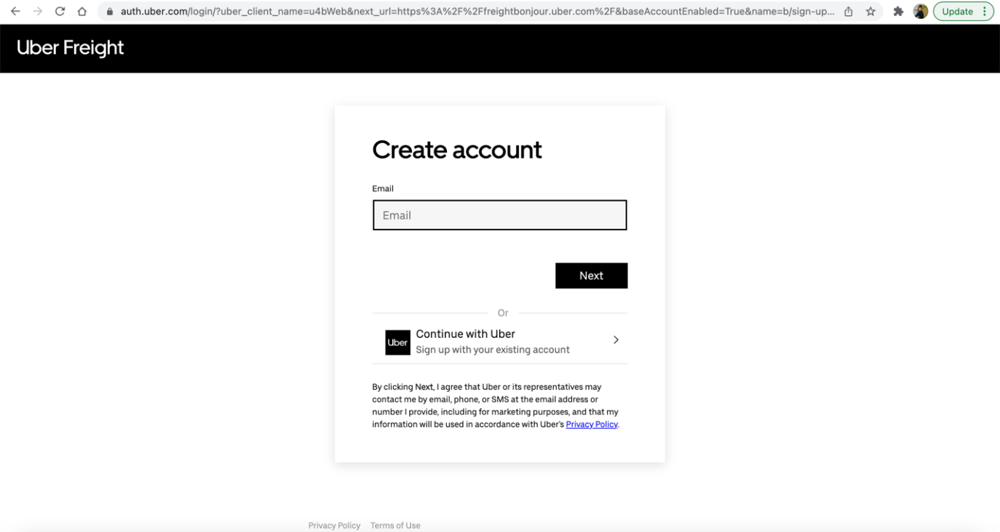 auth.uber.com/login/?uber_client_name=u4bWeb&next_url=https%3A%2F%2Ffreightbonjour.uber.com%2F&baseAccountEnabled=True&name=b/sign-up...
Update
Uber Freight
Create account
Email
Email
Next
Or
Uber
Continue with Uber
Sign up with your existing account
By clicking Next, I agree that Uber or its representatives may
contact me by email, phone, or SMS at the email address or
number I provide, including for marketing purposes, and that my
information will be used in accordance with Uber's Privacy Policy.
Privacy Policy Terms of Use